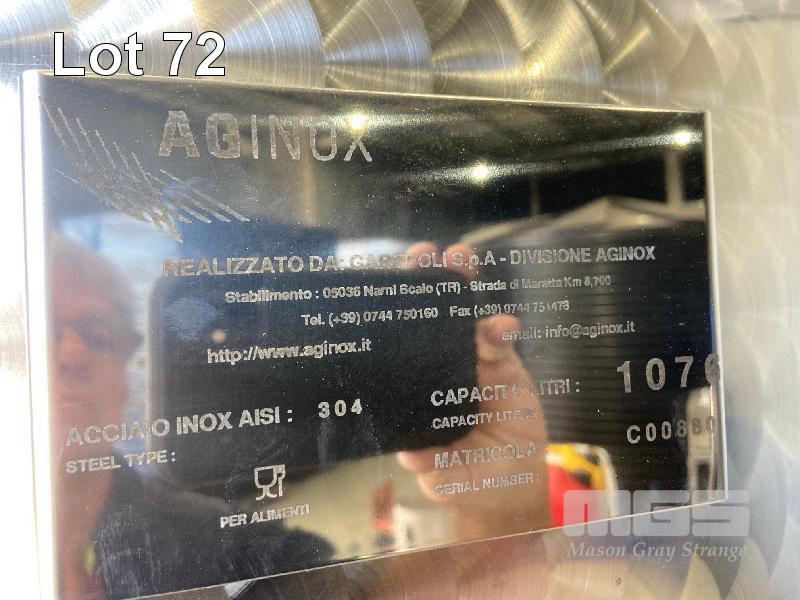 Lot 72
AGINOX
REALIZZATO DA: S.p.A - DIVISIONE AGINOX
Stabilimento : 05036 Narni Scalo (TR) - Strada di Maratta Km 8,700
Tel. (+39) 0744 750160 Fax (+39) 0744 751473
http://www.aginox.it email: info@aginox.it
ACCIAIO INOX AISI : 304 CAPACITA' LITRI : 1076
STEEL TYPE : CAPACITY LITERS :
MATRICOLA C00880
SERIAL NUMBER :
PER ALIMENTI
MGS
Mason Gray Strange